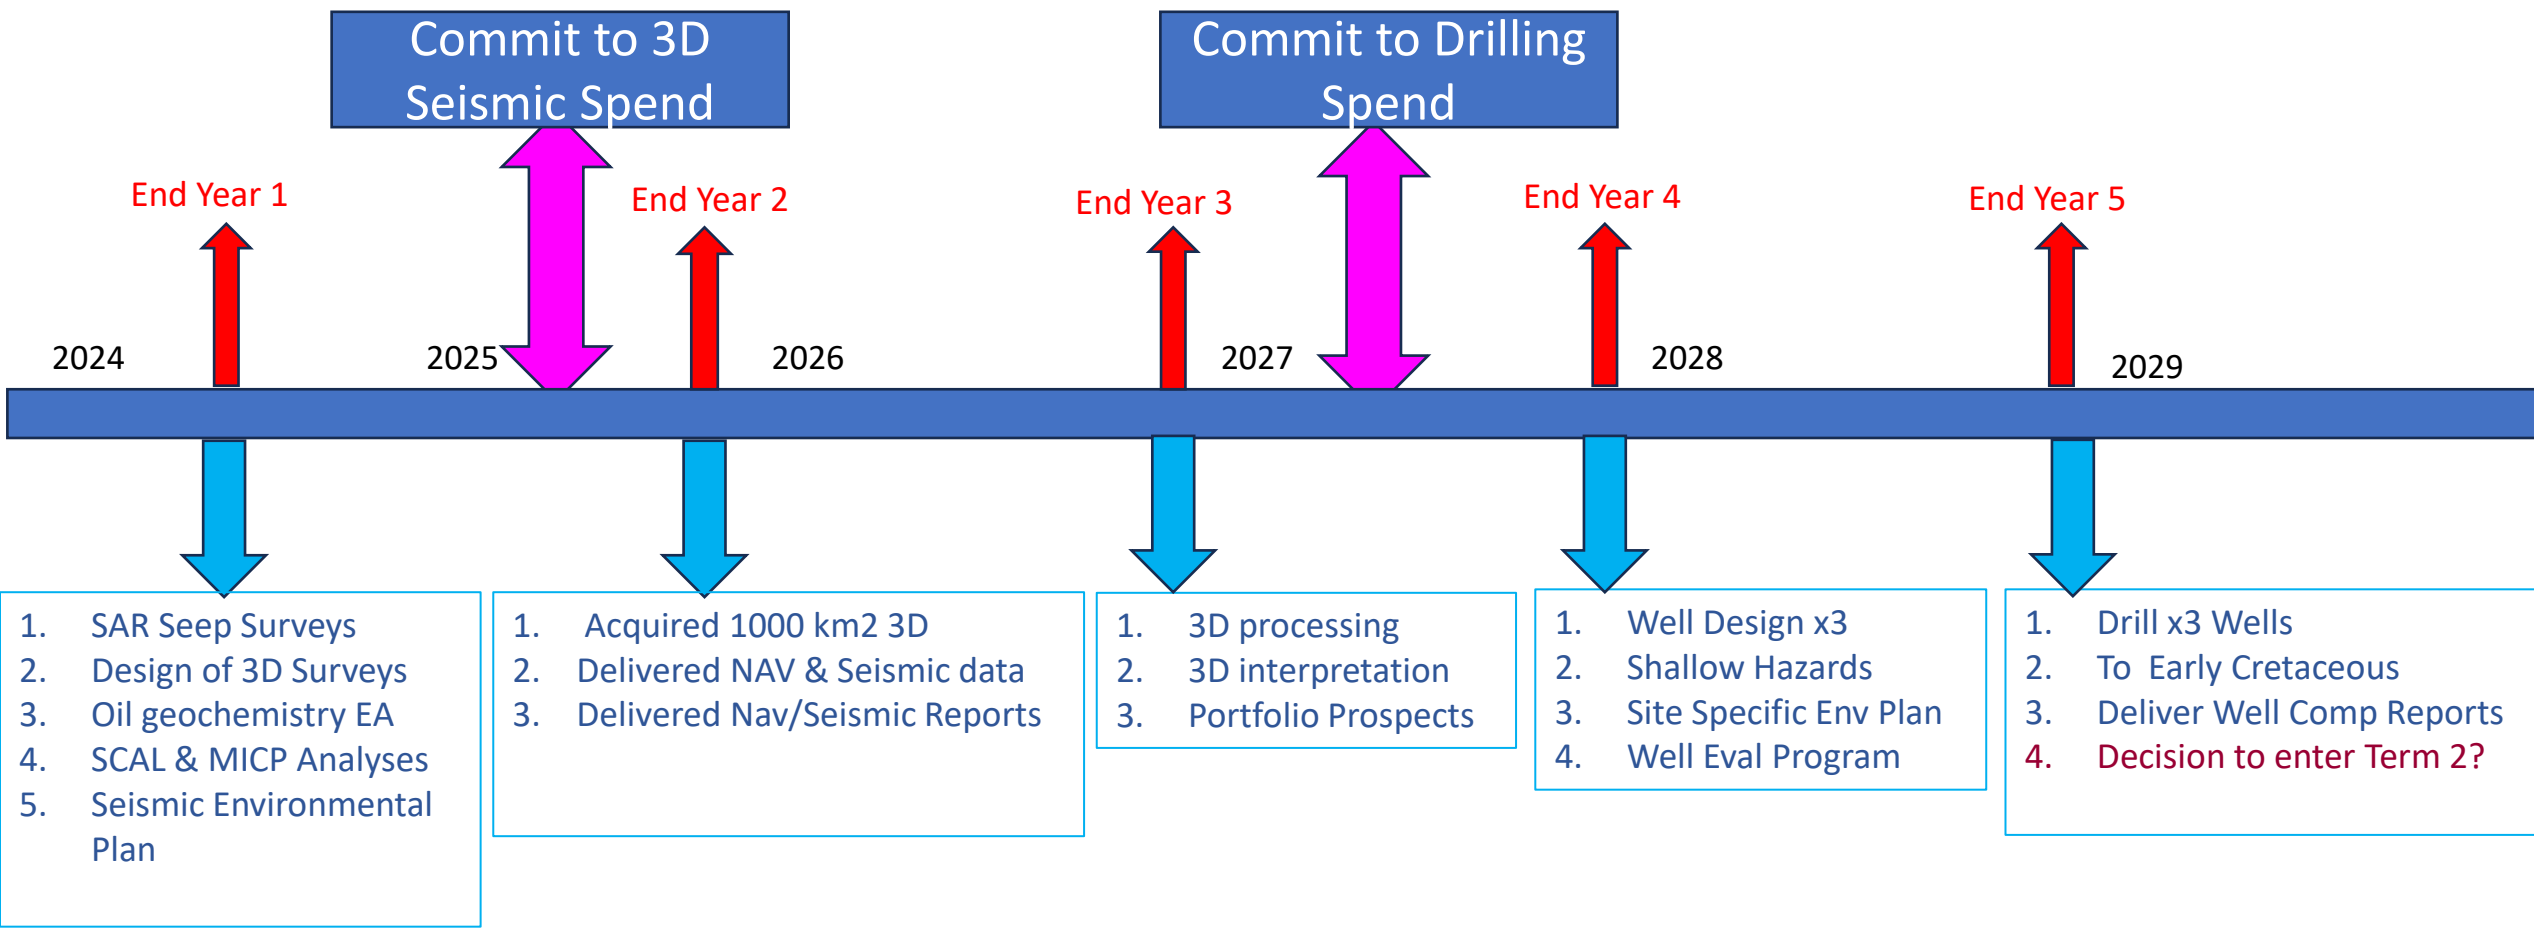 Commit to 3D
Seismic Spend
Commit to Drilling
Spend
End Year 1
End Year 2
End Year 3
End Year 4
End Year 5
2024
2025
2026
2027
2028
2029
1. SAR Seep Surveys
2. Design of 3D Surveys
3. Oil geochemistry EA
4. SCAL & MICP Analyses
5. Seismic Environmental
Plan
1. Acquired 1000 km2 3D
2. Delivered NAV & Seismic data
3. Delivered Nav/Seismic Reports
1. 3D processing
2. 3D interpretation
3. Portfolio Prospects
1. Well Design x3
2. Shallow Hazards
3. Site Specific Env Plan
4. Well Eval Program
1. Drill x3 Wells
2. To Early Cretaceous
3. Deliver Well Comp Reports
4. Decision to enter Term 2?